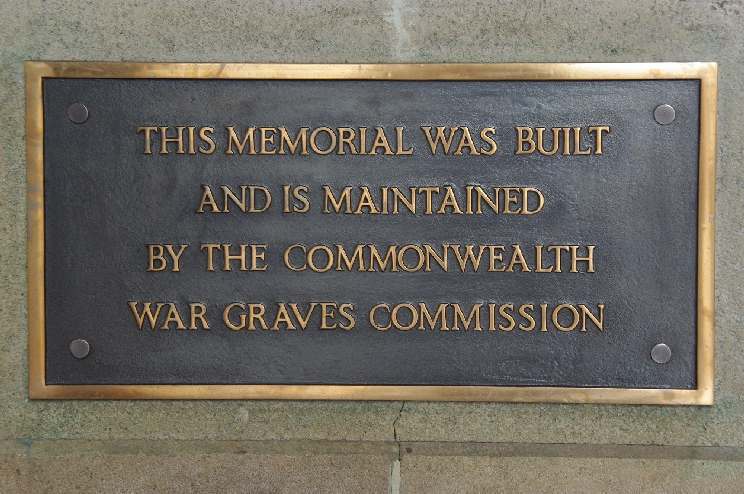 THIS MEMORIAL WAS BUILT
AND IS MAINTAINED
BY THE COMMONWEALTH
WAR GRAVES COMMISSION